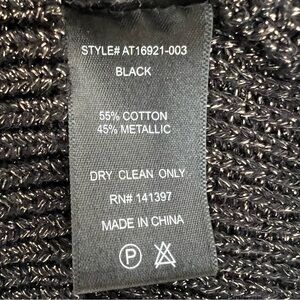 STYLE# AT16921-003
BLACK
55% COTTON
45% METALLIC
DRY CLEAN ONLY
RN# 141397
MADE IN CHINA
P